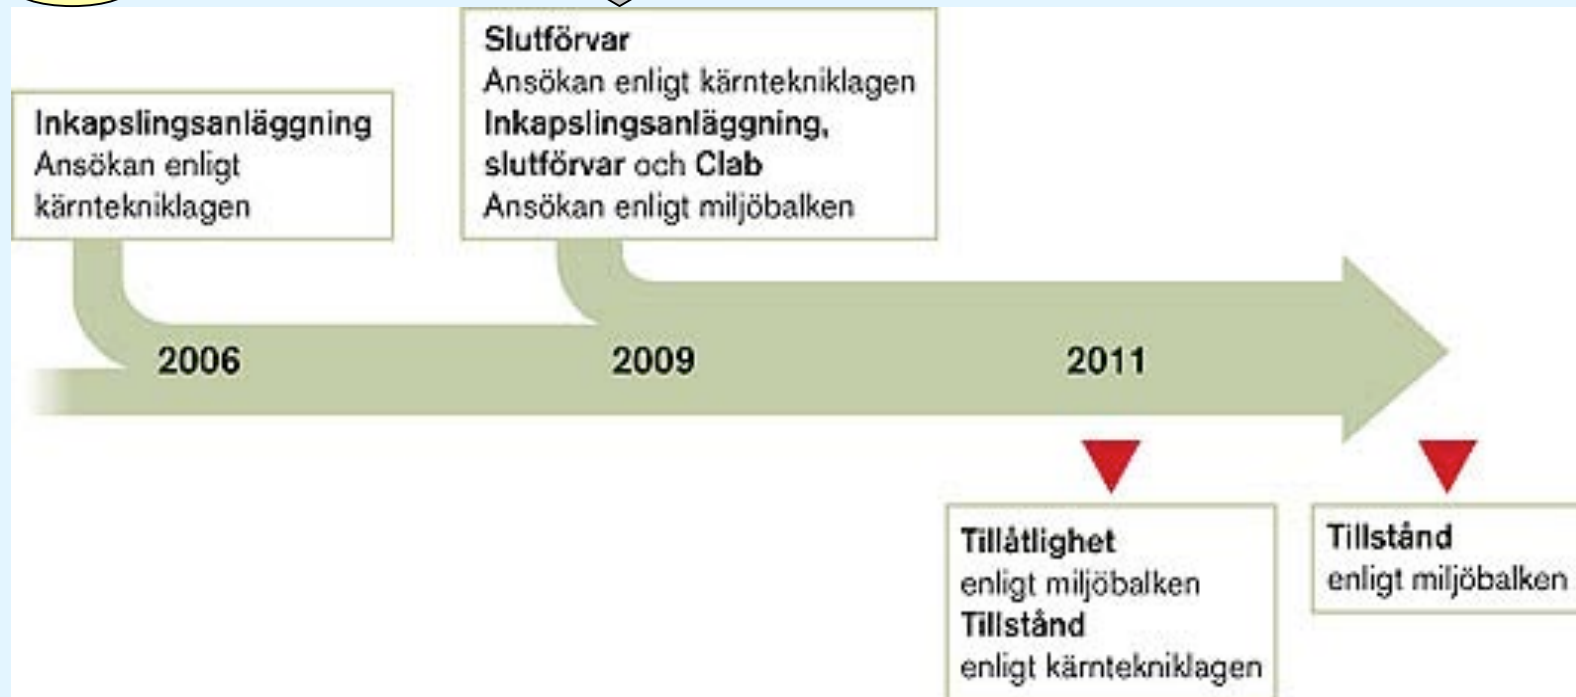 Inkapslingsanläggning
Ansökan enligt
kärntekniklagen
Slutförvar
Ansökan enligt kärntekniklagen
Inkapslingsanläggning,
slutförvar och Clab
Ansökan enligt miljöbalken
2006
2009
2011
Tillåtlighet
enligt miljöbalken
Tillstånd
enligt kärntekniklagen
Tillstånd
enligt miljöbalken